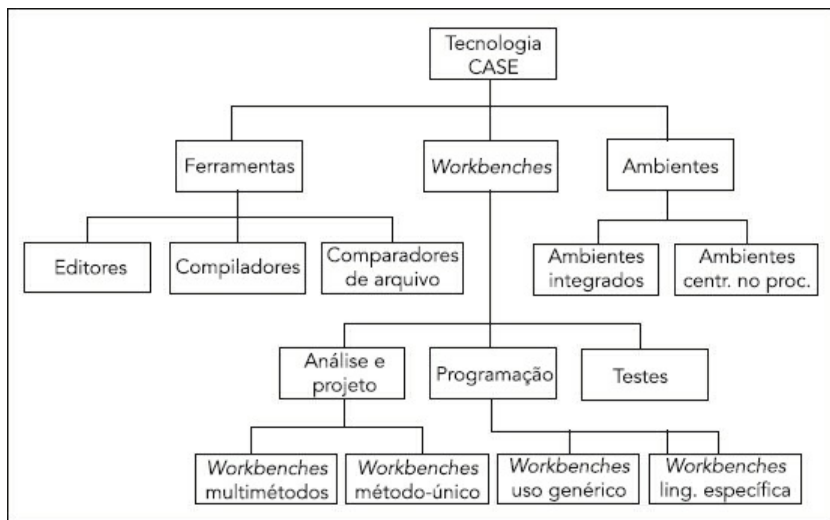 Tecnologia
CASE
Ferramentas
Workbenches
Ambientes
Editores
Compiladores
Comparadores
de arquivo
Ambientes
integrados
Ambientes
centr. no proc.
Análise e
projeto
Programação
Testes
Workbenches
multimétodos
Workbenches
método-único
Workbenches
uso genérico
Workbenches
ling. específica